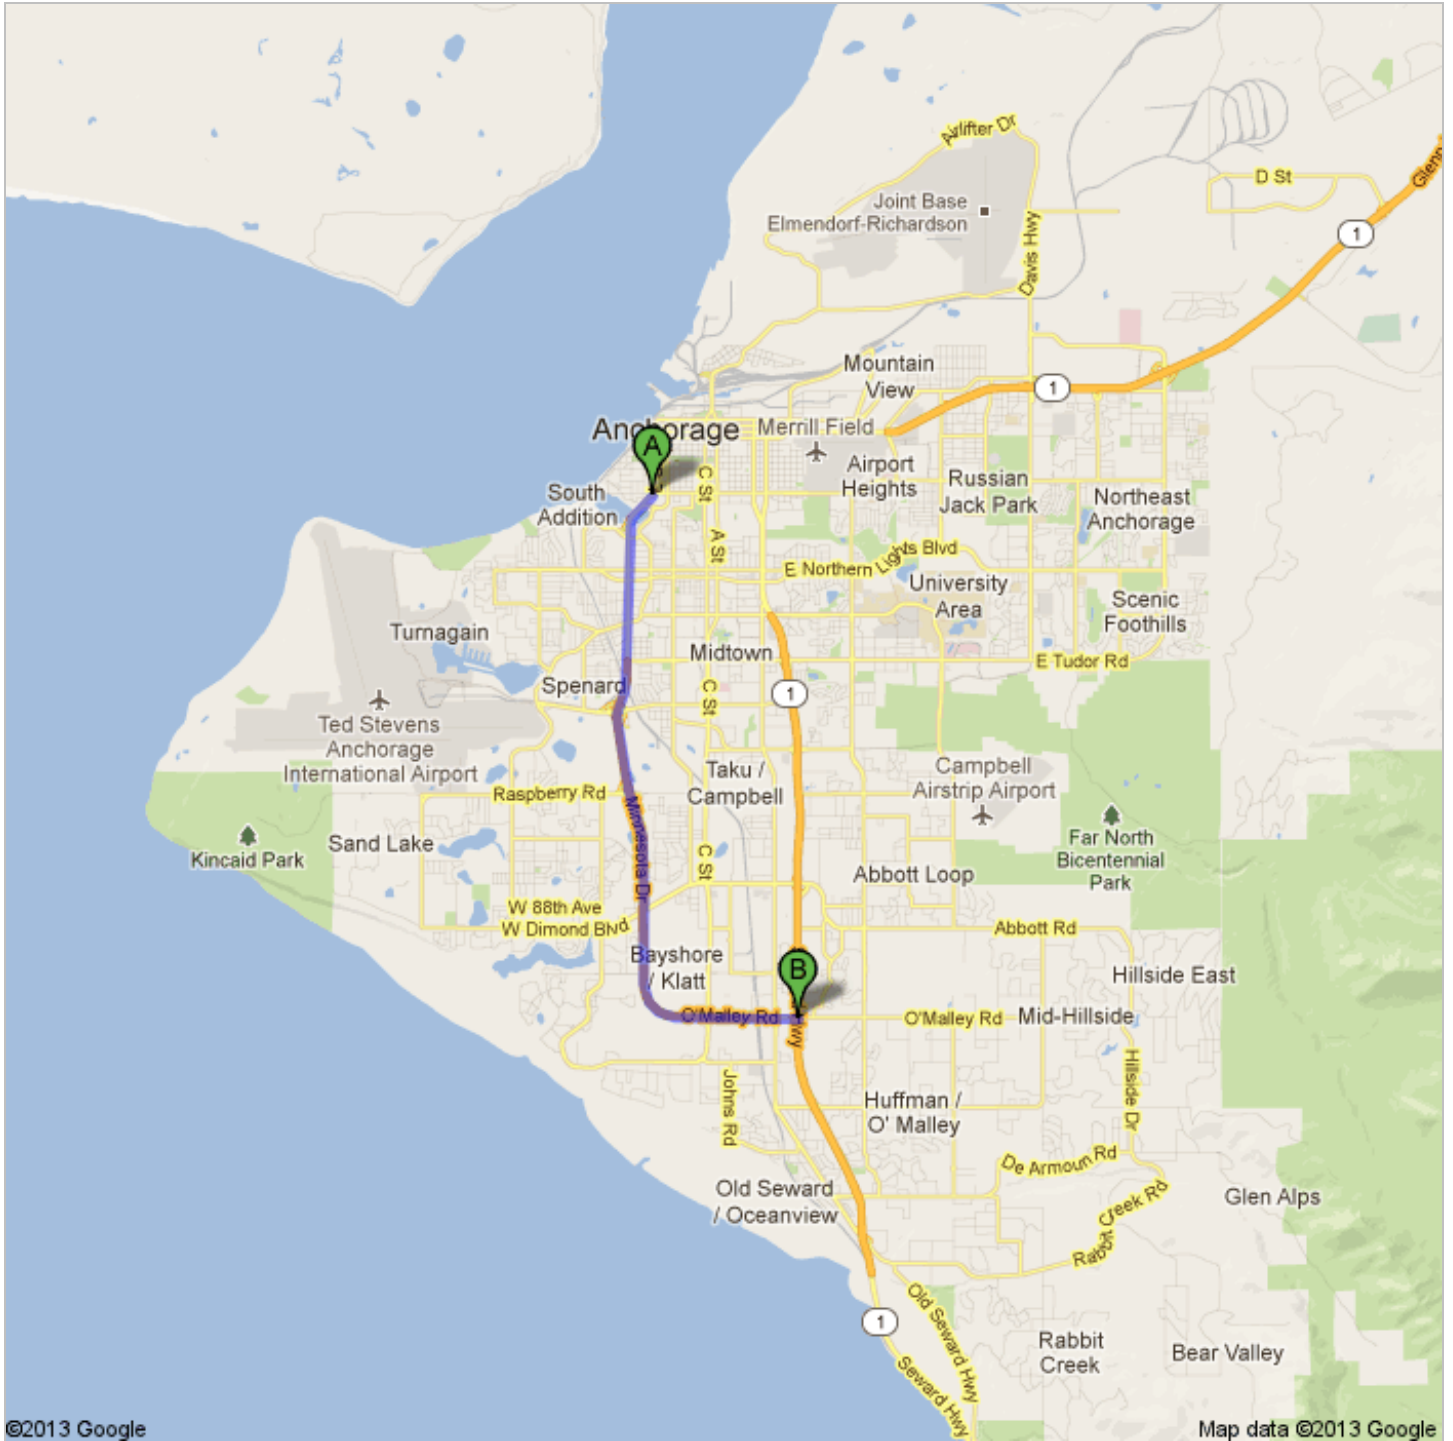 Airlifter Dr
D St
Glenn
Joint Base
Elmendorf-Richardson
Davis Hwy
1
Mountain
View
1
Anchorage
A
Merrill Field
Airport
Heights
C St
Russian
Jack Park
Northeast
Anchorage
South
Addition
A St
E Northern Lights Blvd
University
Area
Scenic
Foothills
Turnagain
Midtown
E Tudor Rd
Spenard
C St
1
Ted Stevens
Anchorage
International Airport
Taku /
Campbell
Campbell
Airstrip Airport
Raspberry Rd
Minnesota Dr
Sand Lake
Kincaid Park
Far North
Bicentennial
Park
C St
Abbott Loop
W 88th Ave
W Dimond Blvd
Abbott Rd
Bayshore
/ Klatt
B
Hillside East
O'Malley Rd
O'Malley Rd
Mid-Hillside
wy
Johns Rd
Hillside Dr
Huffman /
O' Malley
De Armoun Rd
Old Seward
/ Oceanview
Rabbit Creek Rd
Glen Alps
1
Old Seward Hwy
Seward Hwy
Rabbit
Creek
Bear Valley
©2013 Google
Map data ©2013 Google